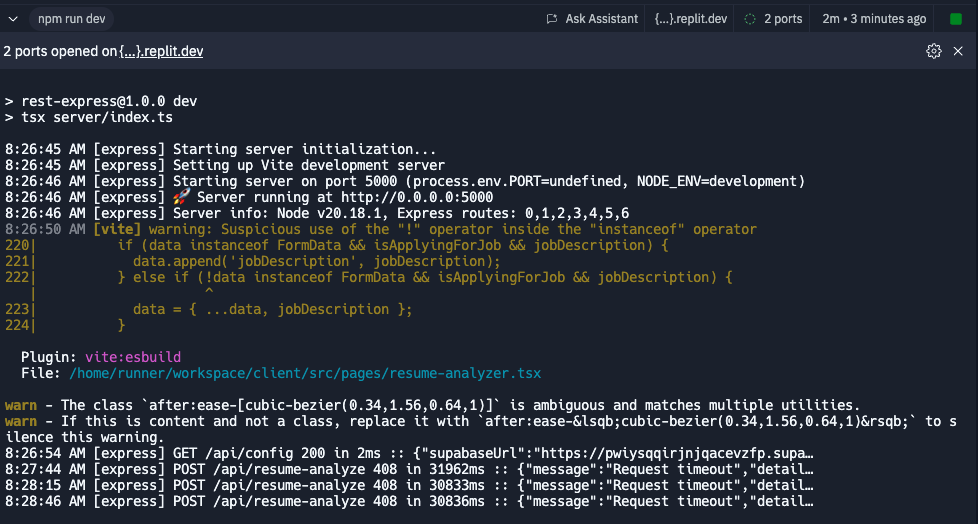 npm run dev
Ask Assistant
{...}.replit.dev
2 ports
2m • 3 minutes ago
2 ports opened on {...}.replit.dev
> rest-express@1.0.0 dev
> tsx server/index.ts
8:26:45 AM [express] Starting server initialization...
8:26:45 AM [express] Setting up Vite development server
8:26:46 AM [express] Starting server on port 5000 (process.env.PORT=undefined, NODE_ENV=development)
8:26:46 AM [express] 🚀 Server running at http://0.0.0.0:5000
8:26:46 AM [express] Server info: Node v20.18.1, Express routes: 0,1,2,3,4,5,6
8:26:50 AM [vite] warning: Suspicious use of the "!" operator inside the "instanceof" operator
220|          if (data instanceof FormData && isApplyingForJob && jobDescription) {
221|            data.append('jobDescription', jobDescription);
222|          } else if (!data instanceof FormData && isApplyingForJob && jobDescription) {
   |                     ^
223|            data = { ...data, jobDescription };
224|          }
Plugin: vite:esbuild
File: /home/runner/workspace/client/src/pages/resume-analyzer.tsx
warn - The class `after:ease-[cubic-bezier(0.34,1.56,0.64,1)]` is ambiguous and matches multiple utilities.
warn - If this is content and not a class, replace it with `after:ease-&lsqb;cubic-bezier(0.34,1.56,0.64,1)&rsqb;` to s
ilence this warning.
8:26:54 AM [express] GET /api/config 200 in 2ms :: {"supabaseUrl":"https://pwiysqqirjnjqacevzfp.supa…
8:27:44 AM [express] POST /api/resume-analyze 408 in 31962ms :: {"message":"Request timeout","detail…
8:28:15 AM [express] POST /api/resume-analyze 408 in 30833ms :: {"message":"Request timeout","detail…
8:28:46 AM [express] POST /api/resume-analyze 408 in 30836ms :: {"message":"Request timeout","detail…